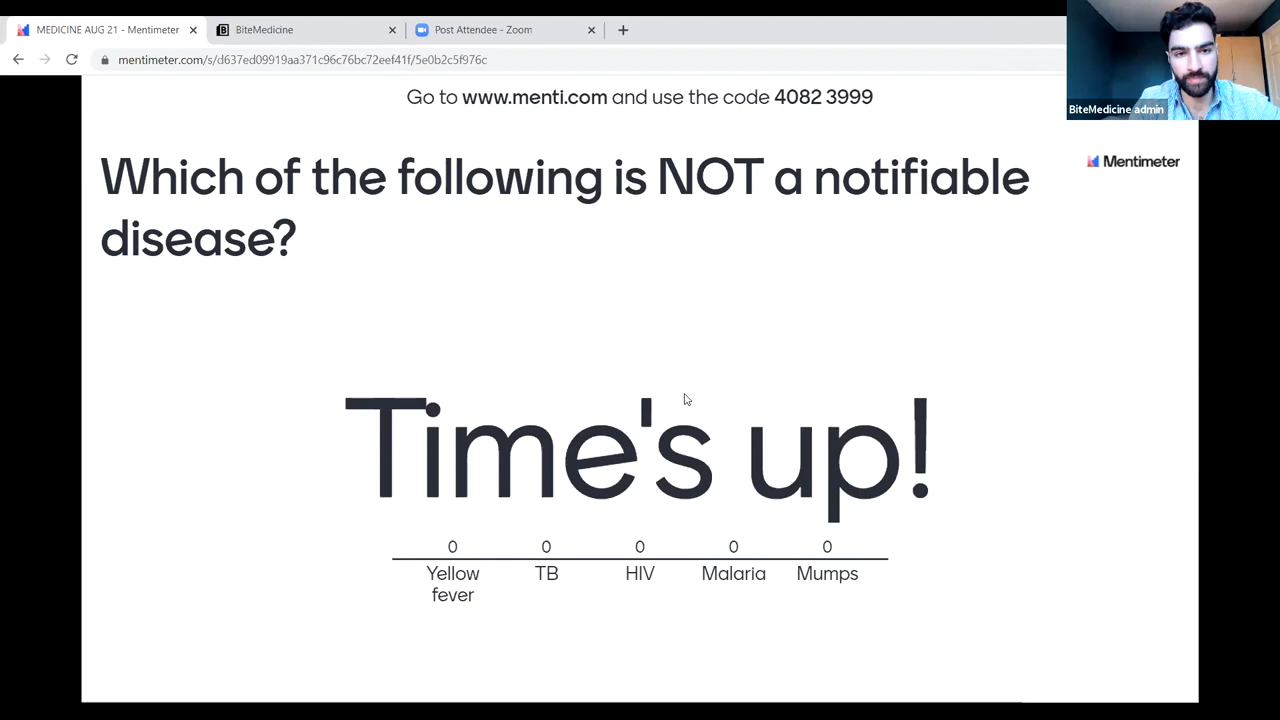 MEDICINE AUG 21 - Mentimeter
BiteMedicine
Post Attendee - Zoom
mentimeter.com/s/d637ed09919aa371c96c76bc72eef41f/5e0b2c5f976c
BiteMedicine admin
Go to www.menti.com and use the code 4082 3999
Mentimeter
Which of the following is NOT a notifiable
disease?
Time's up!
0 0 0 0 0
Yellow TB HIV Malaria Mumps
fever